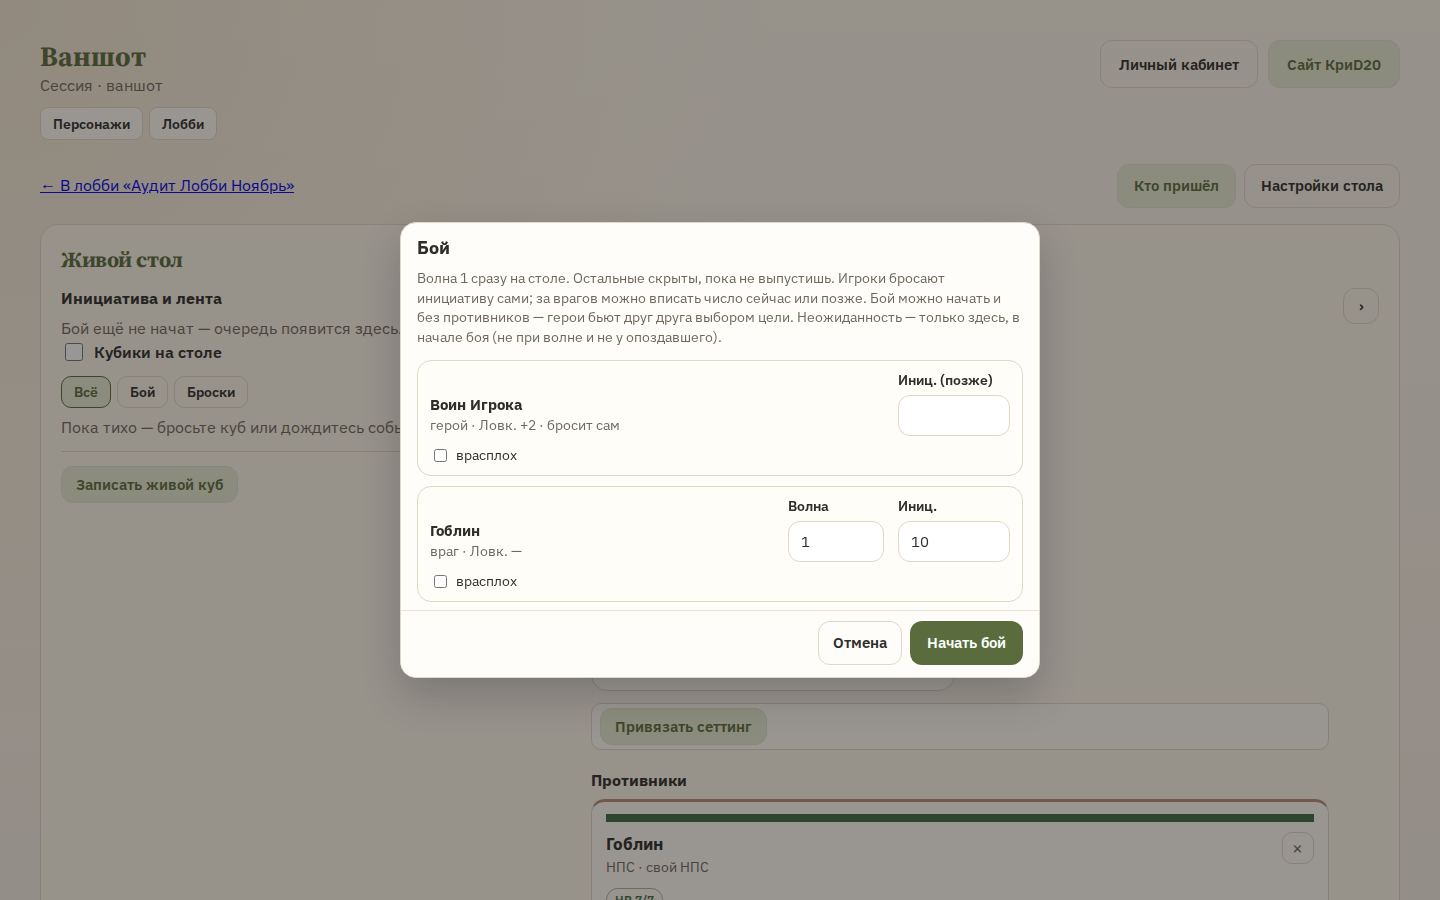 Ваншот
Сессия · ваншот
Персонажи
Лобби
Личный кабинет
Сайт КриD20
← В лобби «Аудит Лобби Ноябрь»
Кто пришёл
Настройки стола
Живой стол
Инициатива и лента
Бой ещё не начат — очередь появится здесь.
Кубики на столе
Всё
Бой
Броски
Пока тихо — бросьте куб или дождитесь
Записать живой куб
›
Бой
Волна 1 сразу на столе. Остальные скрыты, пока не выпустишь. Игроки бросают
инициативу сами; за врагов можно вписать число сейчас или позже. Бой можно начать и
без противников — герои бьют друг друга выбором цели. Неожиданность — только здесь, в
начале боя (не при волне и не у опоздавшего).
Иниц. (позже)
Воин Игрока
герой · Ловк. +2 · бросит сам
врасплох
Волна
Иниц.
Гоблин
враг · Ловк. —
1
10
врасплох
Отмена
Начать бой
Привязать сеттинг
Противники
Гоблин
НПС · свой НПС
×
HP 7/7